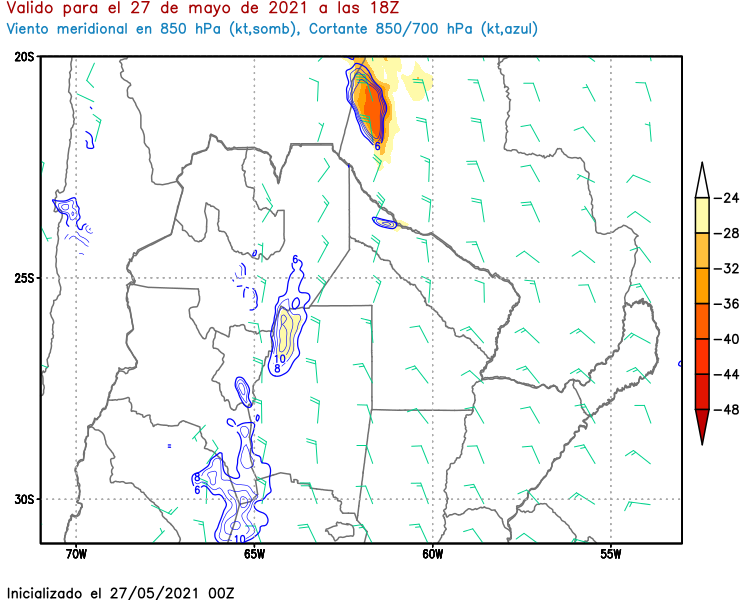 Valido para el 27 de mayo de 2021 a las 18Z
Viento meridional en 850 hPa (kt,somb), Cortante 850/700 hPa (kt,azul)
20S
6
-24
-28
6
25S
-32
-36
10
8
-40
-44
-48
8
6
30S
10
70W 65W 60W 55W
Inicializado el 27/05/2021 00Z